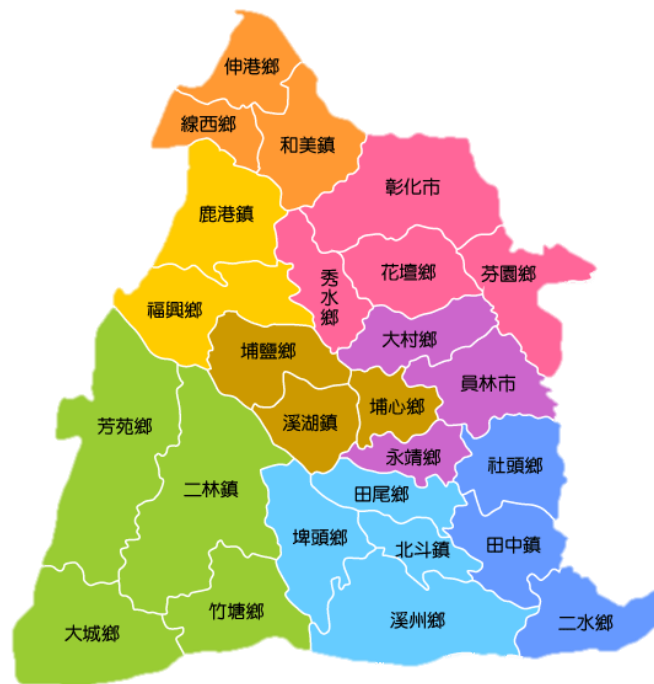 伸港鄉
線西鄉
和美鎮
彰化市
鹿港鎮
秀水鄉
花壇鄉
芬園鄉
福興鄉
大村鄉
埔鹽鄉
員林市
埔心鄉
溪湖鎮
芳苑鄉
永靖鄉
社頭鄉
二林鎮
田尾鄉
埤頭鄉
北斗鎮
田中鎮
竹塘鄉
溪州鄉
二水鄉
大城鄉